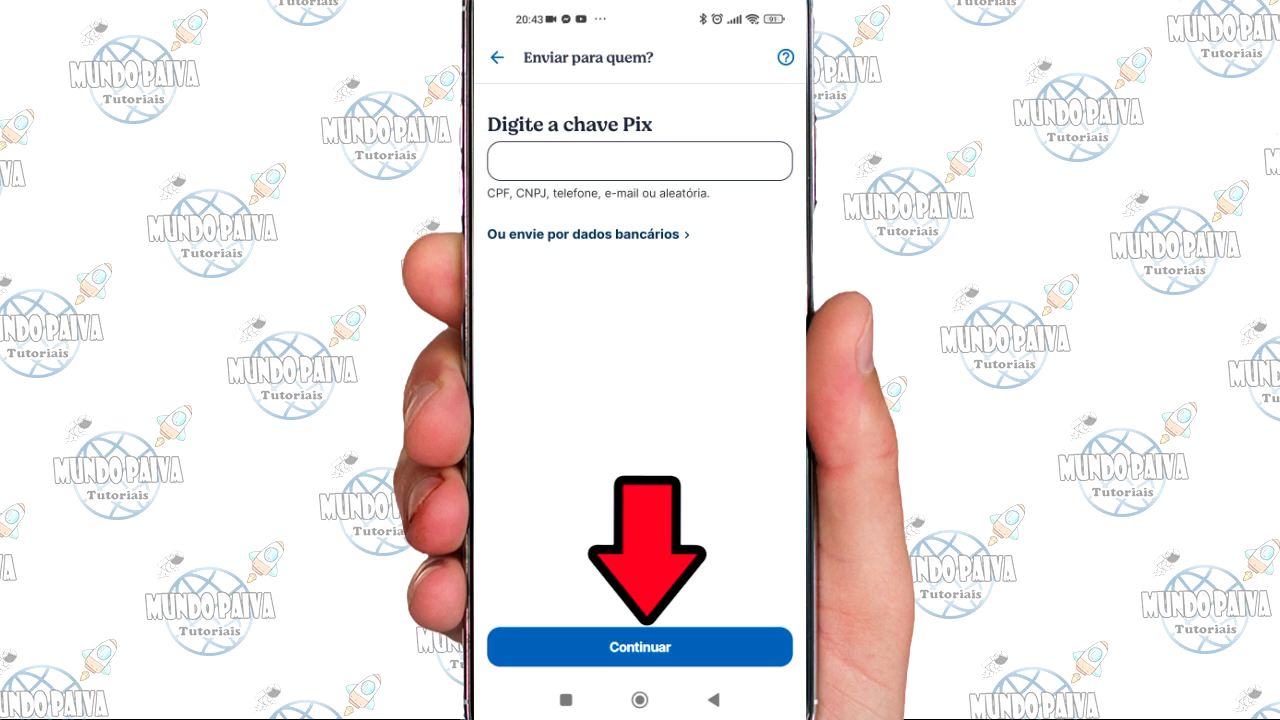 20:43
91
Enviar para quem?
Digite a chave Pix
CPF, CNPJ, telefone, e-mail ou aleatória.
Ou envie por dados bancários
Continuar
MUNDO PAIVA
Tutoriais